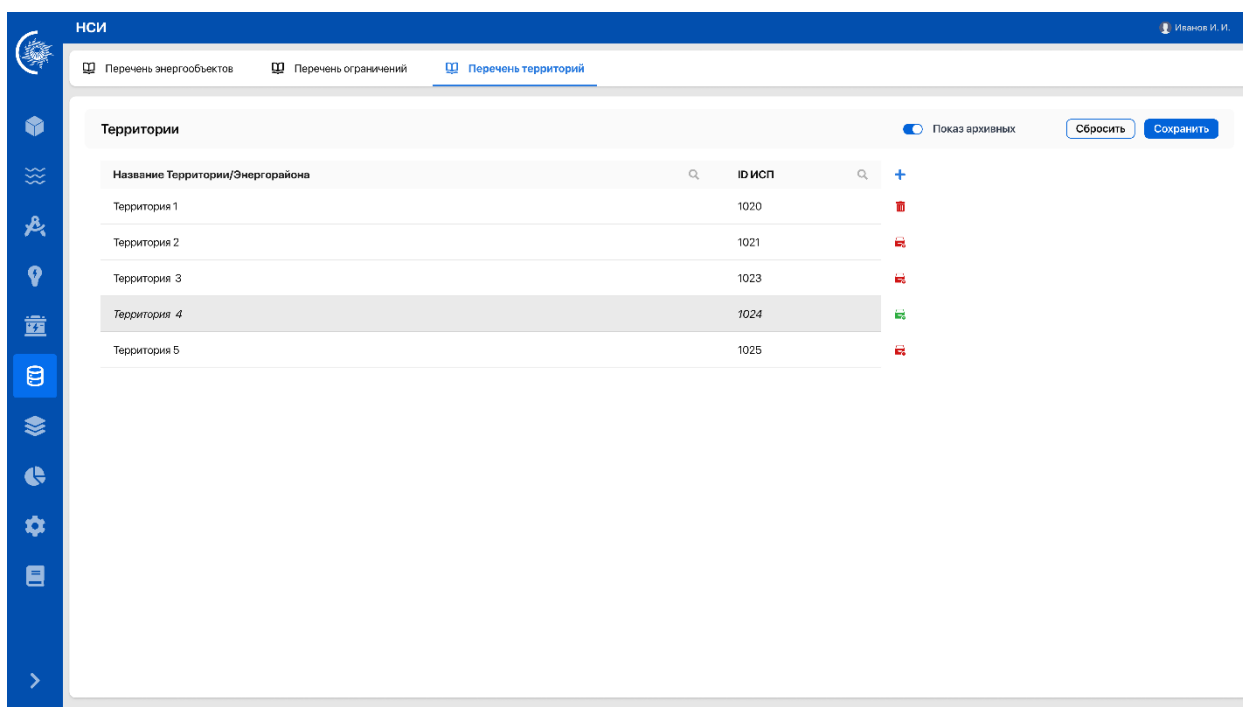 НСИ
Иванов И. И.
Перечень энергообъектов Перечень ограничений Перечень территорий
Территории Показ архивных Сбросить Сохранить
Название Территории/Энергорайона ID ИСП
Территория 1 1020
Территория 2 1021
Территория 3 1023
Территория 4 1024
Территория 5 1025